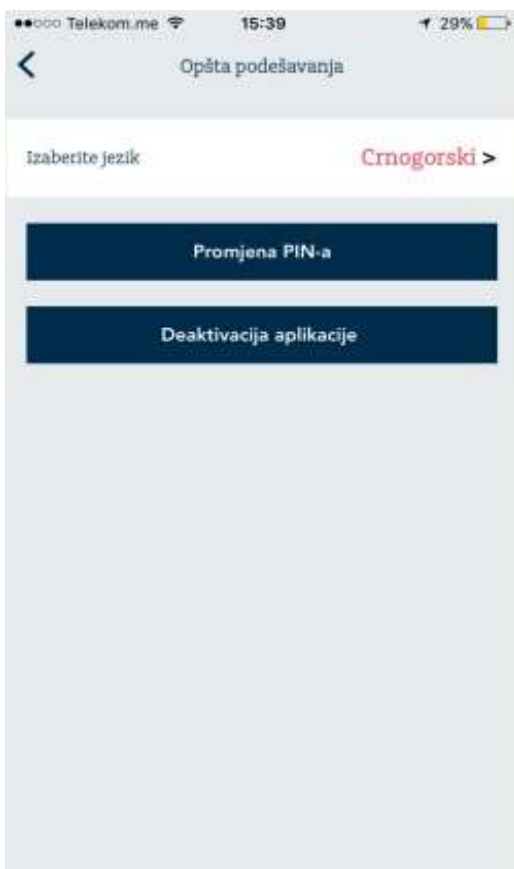 Telekom.me 15:39 29%
Opšta podešavanja
Izaberite jezik Crnogorski >
Promjena PIN-a
Deaktivacija aplikacije